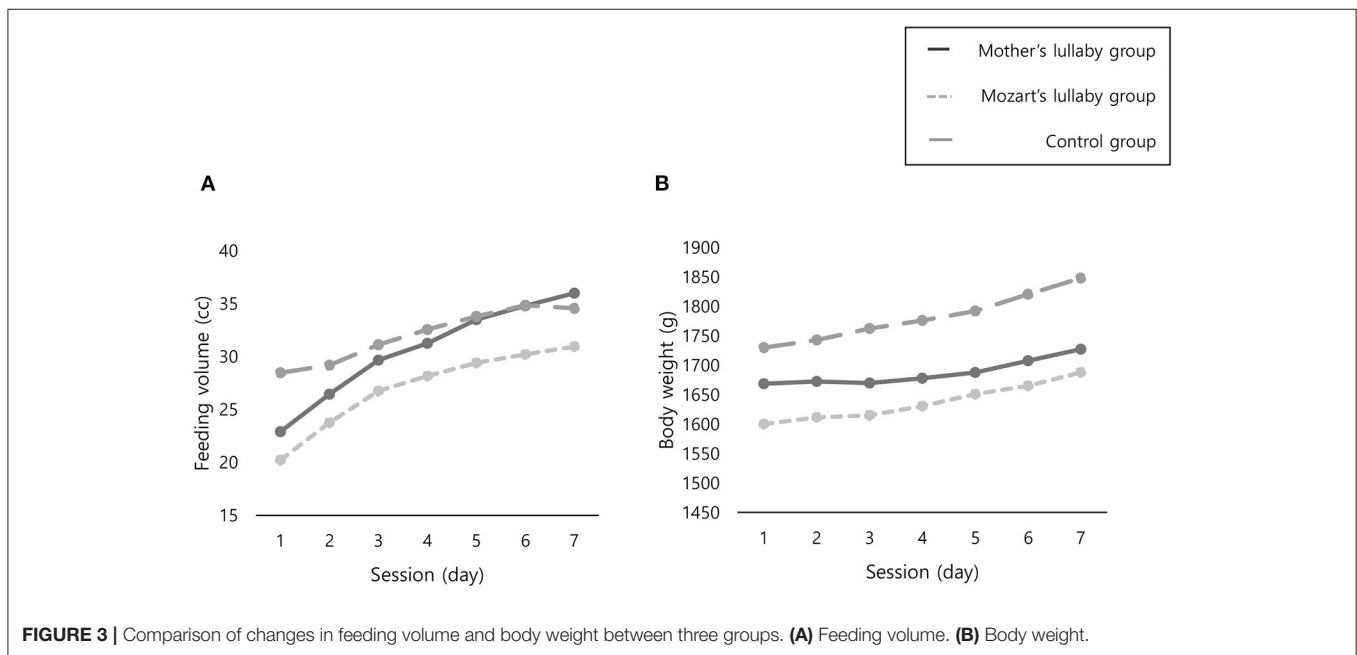 Mother's lullaby group
Mozart's lullaby group
Control group
A
Feeding volume (cc)
40
35
30
25
20
15
1 2 3 4 5 6 7
Session (day)
B
Body weight (g)
1900
1850
1800
1750
1700
1650
1600
1550
1500
1450
1 2 3 4 5 6 7
Session (day)
FIGURE 3 | Comparison of changes in feeding volume and body weight between three groups. (A) Feeding volume. (B) Body weight.